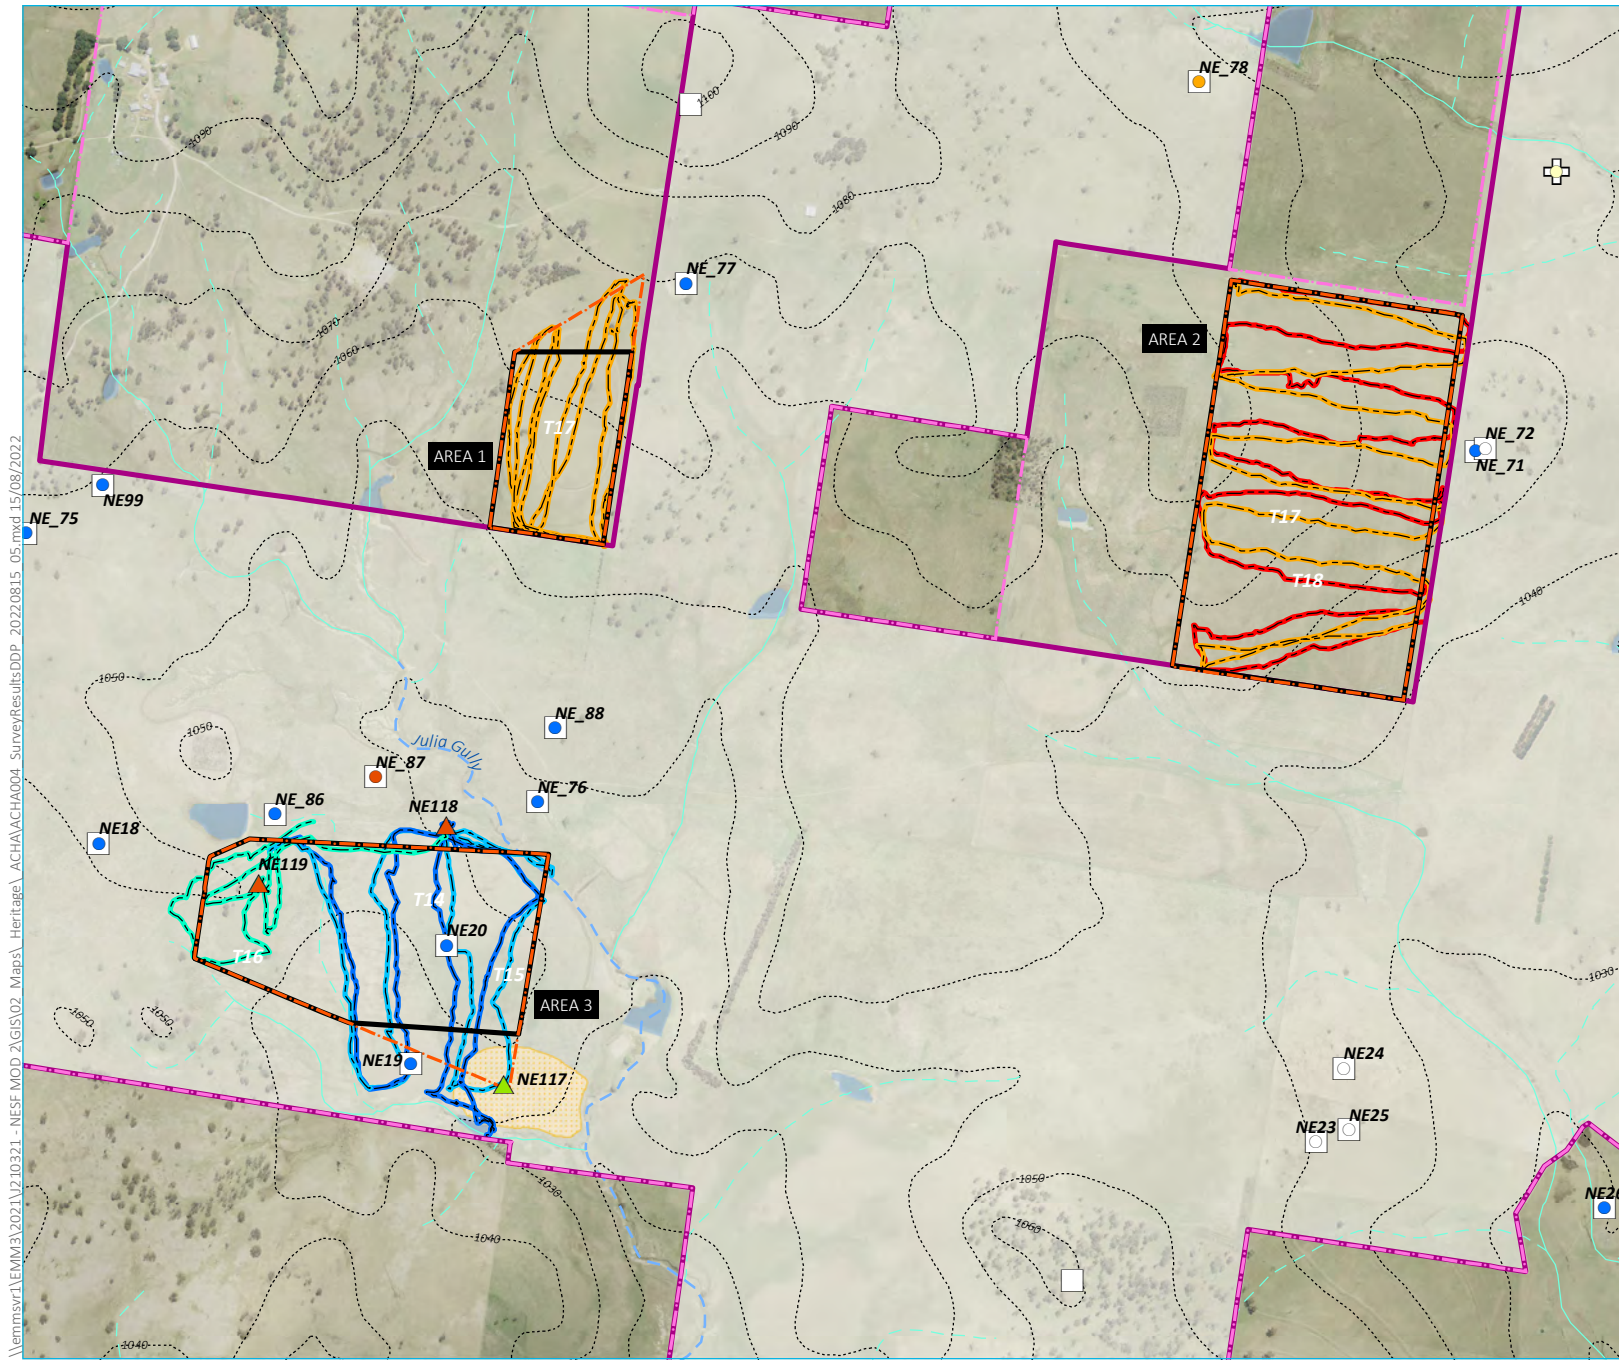 NE_78
1100
1090
1090
1080
NE_77
1070
1060
AREA 2
T17
AREA 1
NE_72
NE_71
NE99
NE_75
T17
T18
1040
1050
NE_88
1050
Julia Gully
NE_87
NE_76
NE_86
NE118
NE18
NE119
T14
NE20
T16
T15
1030
AREA 3
1050
1050
NE19
NE24
NE117
NE25
NE23
1050
1030
NE26
1060
1040
1040
\\emmsvr1\EMM3\2021\J210321 - NESF MOD 2\GIS\02_Maps\_Heritage\_ACHA\ACHA004_SurveyResultsDDP_20220815_05.mxd 15/08/2022